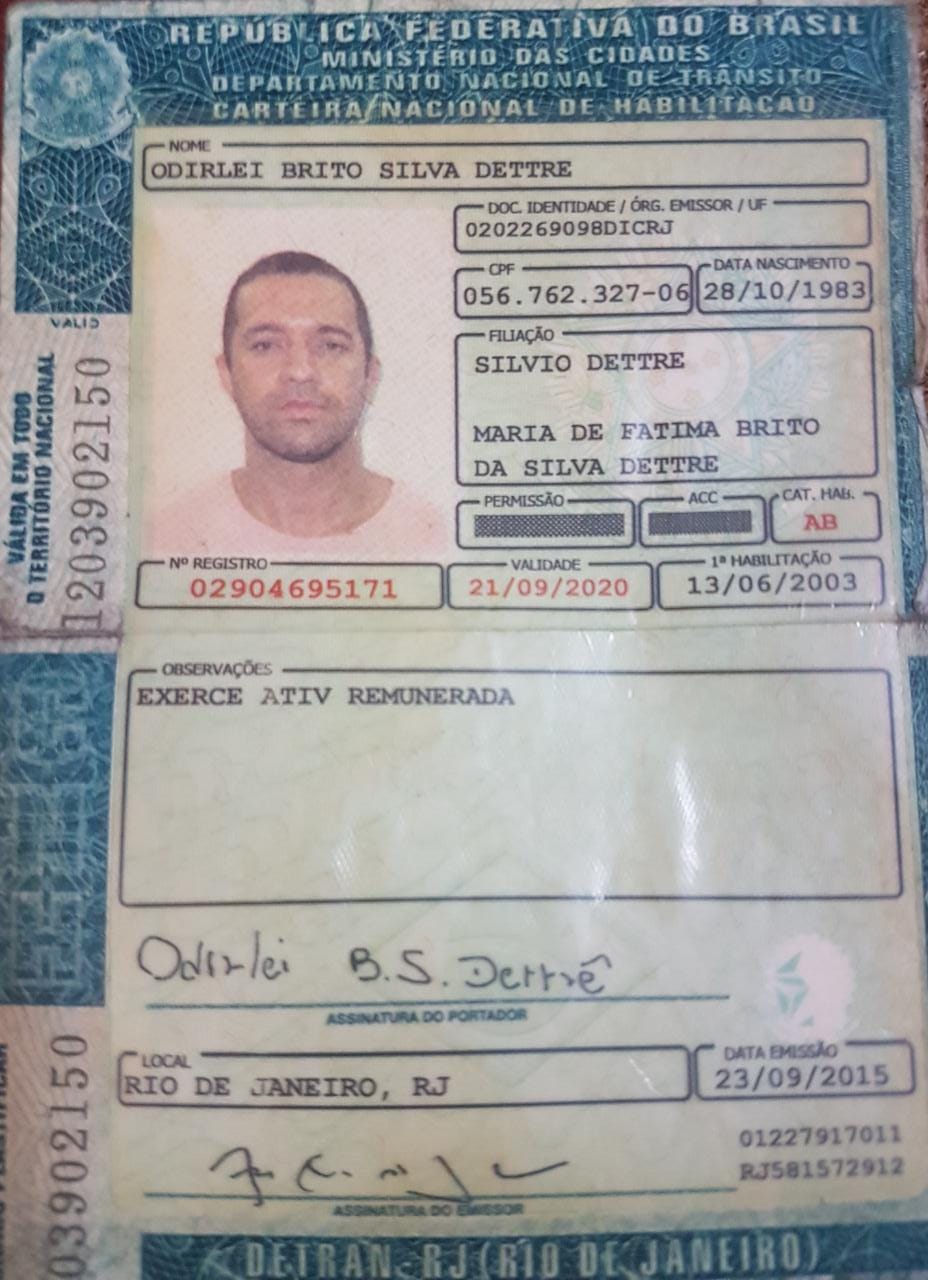 REPÚBLICA FEDERATIVA DO BRASIL
MINISTÉRIO DAS CIDADES
DEPARTAMENTO NACIONAL DE TRÂNSITO
CARTEIRA NACIONAL DE HABILITAÇÃO
NOME
ODIRLEI BRITO SILVA DETTRE
DOC. IDENTIDADE / ÓRG. EMISSOR / UF
0202269098DICRJ
CPF DATA NASCIMENTO
056.762.327-06 28/10/1983
FILIAÇÃO
SILVIO DETTRE
MARIA DE FATIMA BRITO
DA SILVA DETTRE
PERMISSÃO ACC CAT. HAB.
AB
Nº REGISTRO VALIDADE 1ª HABILITAÇÃO
02904695171 21/09/2020 13/06/2003
VALID
VÁLIDA EM TODO
O TERRITÓRIO NACIONAL
1203902150
OBSERVAÇÕES
EXERCE ATIV REMUNERADA
Odirlei B.S. Dettrê
ASSINATURA DO PORTADOR
LOCAL DATA EMISSÃO
RIO DE JANEIRO, RJ 23/09/2015
01227917011
RJ581572912
ASSINATURA DO EMISSOR
03902150
DETRAN-RJ (RIO DE JANEIRO)